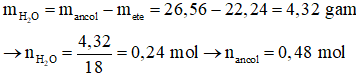 m_{H_2O} = m_{ancol} − m_{ete} = 26,56 − 22,24 = 4,32 gam
→ n_{H_2O} = \frac{4,32}{18} = 0,24 mol → n_{ancol} = 0,48 mol